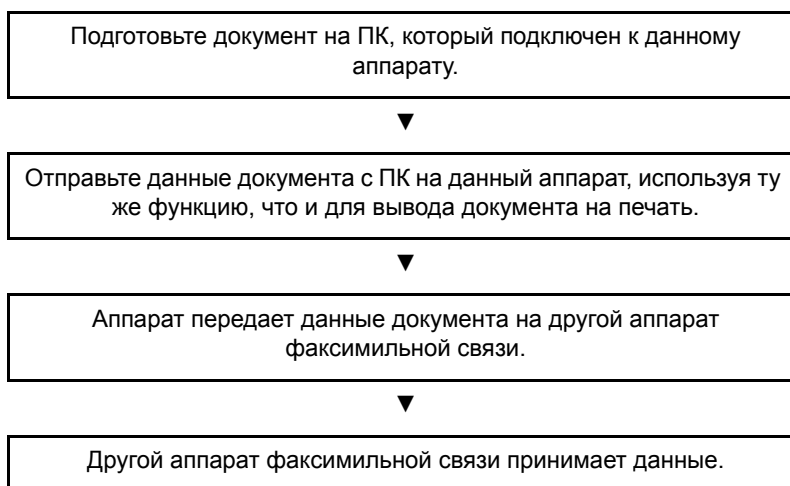 Подготовьте документ на ПК, который подключен к данному
аппарату.
▼
Отправьте данные документа с ПК на данный аппарат, используя ту
же функцию, что и для вывода документа на печать.
▼
Аппарат передает данные документа на другой аппарат
факсимильной связи.
▼
Другой аппарат факсимильной связи принимает данные.